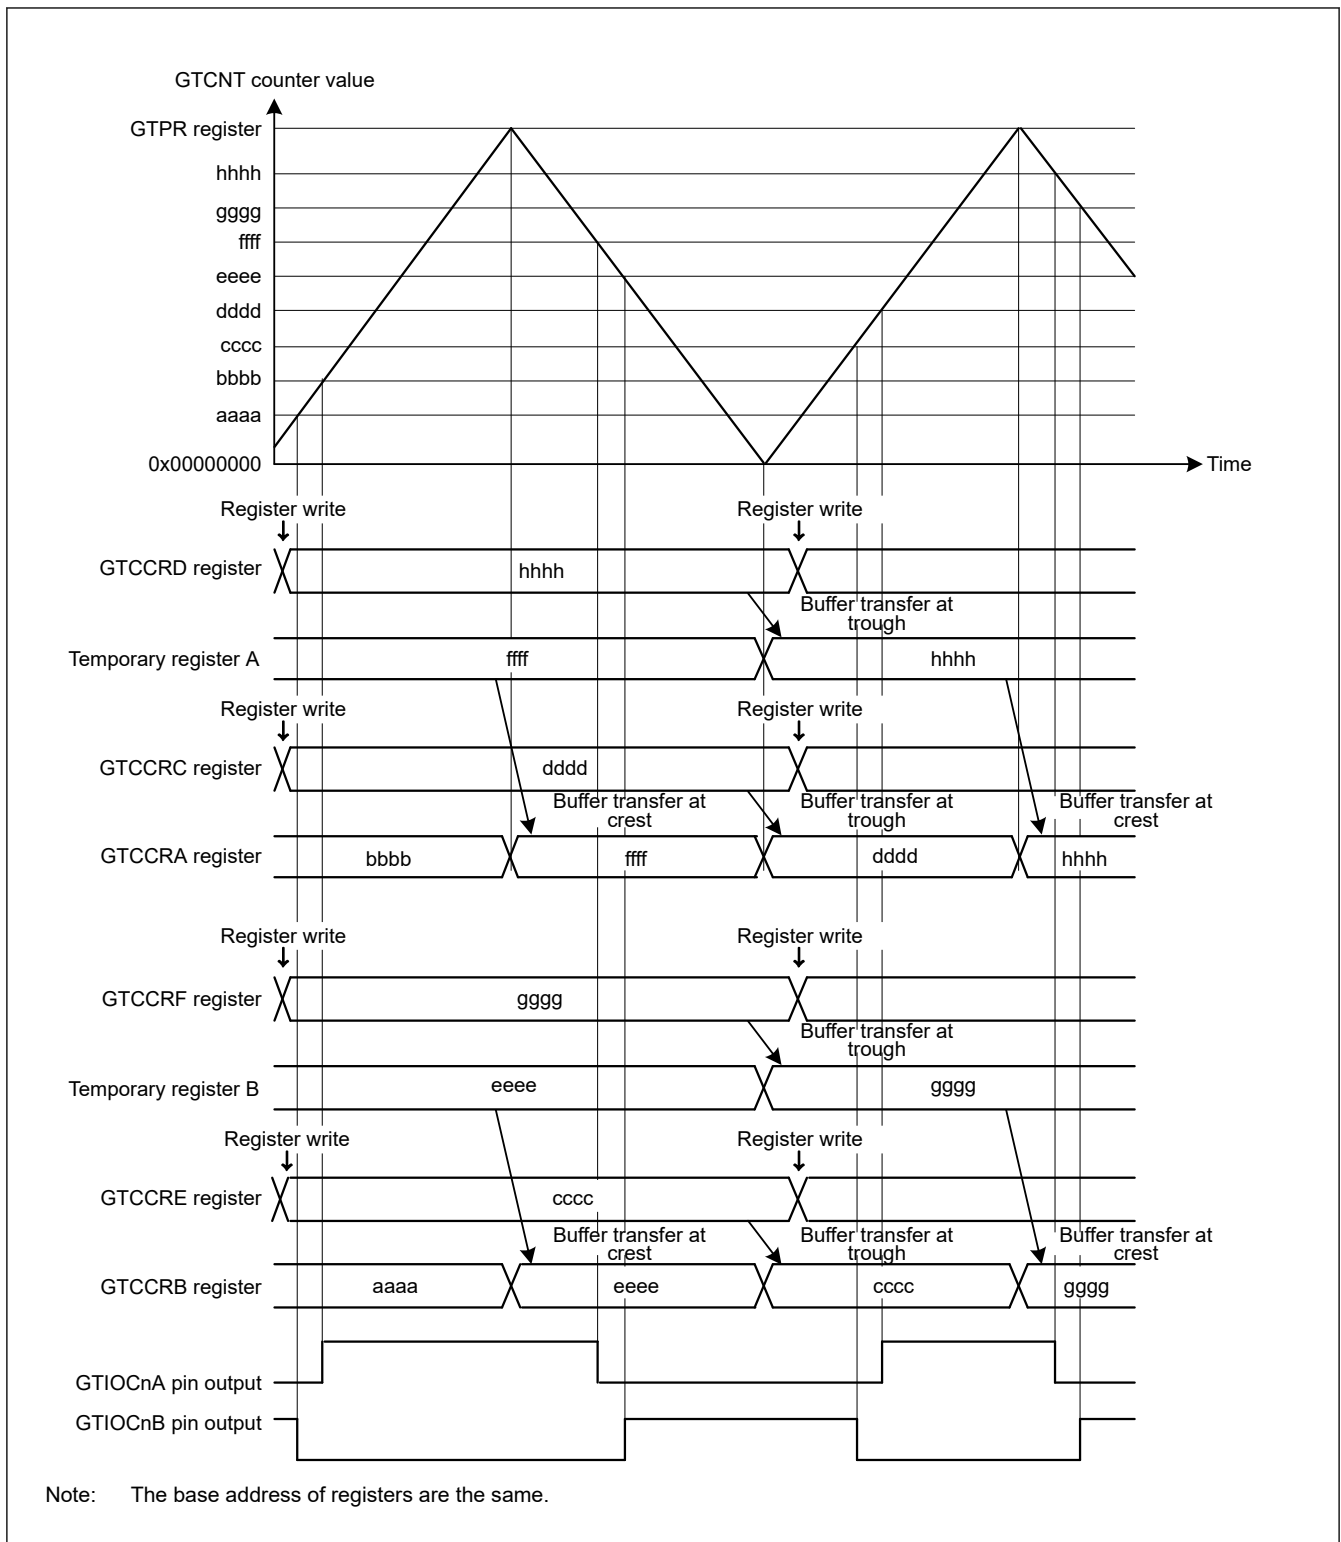 GTCNT counter value
GTPR register
hhhh
gggg
ffff
eeee
dddd
cccc
bbbb
aaaa
0x00000000
Time
Register write
Register write
GTCCRD register
hhhh
Buffer transfer at
trough
Temporary register A
ffff
hhhh
Register write
Register write
GTCCRC register
dddd
Buffer transfer at
crest
Buffer transfer at
trough
Buffer transfer at
crest
GTCCRA register
bbbb
ffff
dddd
hhhh
Register write
Register write
GTCCRF register
gggg
Buffer transfer at
trough
Temporary register B
eeee
gggg
Register write
Register write
GTCCRE register
cccc
Buffer transfer at
crest
Buffer transfer at
trough
Buffer transfer at
crest
GTCCRB register
aaaa
eeee
cccc
gggg
GTIOCnA pin output
GTIOCnB pin output
Note: The base address of registers are the same.